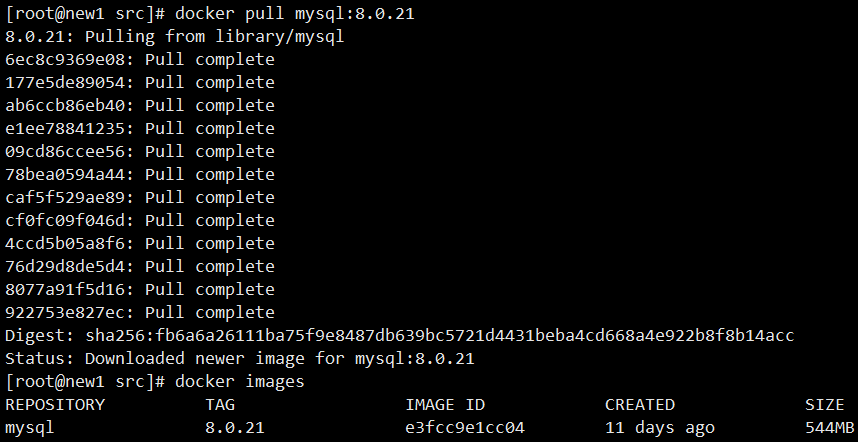 [root@new1 src]# docker pull mysql:8.0.21
8.0.21: Pulling from library/mysql
6ec8c9369e08: Pull complete
177e5de89054: Pull complete
ab6ccb86eb40: Pull complete
e1ee78841235: Pull complete
09cd86ccee56: Pull complete
78bea0594a44: Pull complete
caf5f529ae89: Pull complete
cf0fc09f046d: Pull complete
4ccd5b05a8f6: Pull complete
76d29d8de5d4: Pull complete
8077a91f5d16: Pull complete
922753e827ec: Pull complete
Digest: sha256:fb6a6a26111ba75f9e8487db639bc5721d4431beba4cd668a4e922b8f8b14acc
Status: Downloaded newer image for mysql:8.0.21
[root@new1 src]# docker images
REPOSITORY TAG IMAGE ID CREATED SIZE
mysql 8.0.21 e3fcc9e1cc04 11 days ago 544MB